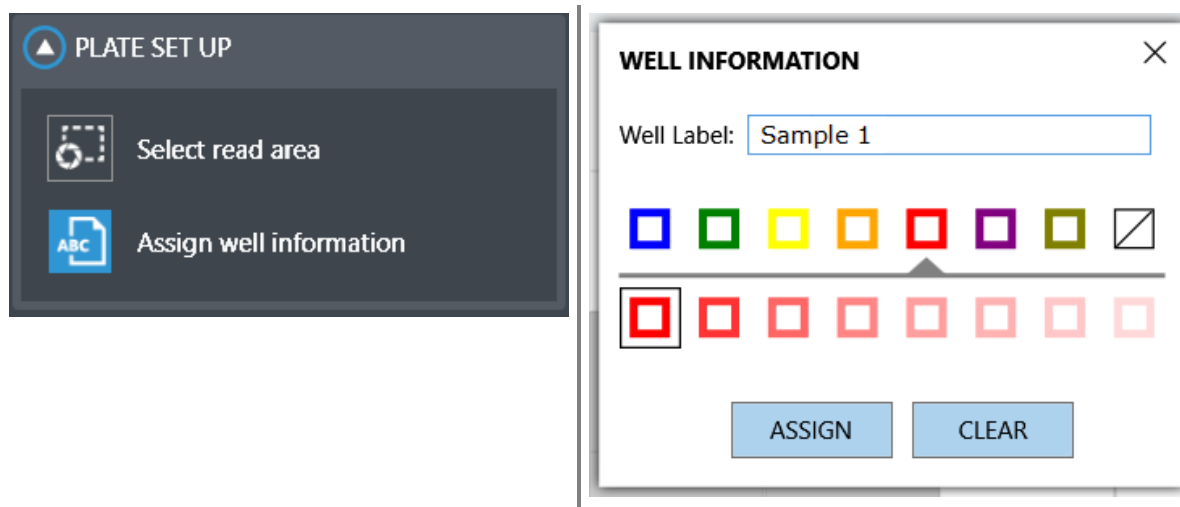 PLATE SET UP
Select read area
ABC
Assign well information
WELL INFORMATION
Well Label: Sample 1
ASSIGN CLEAR